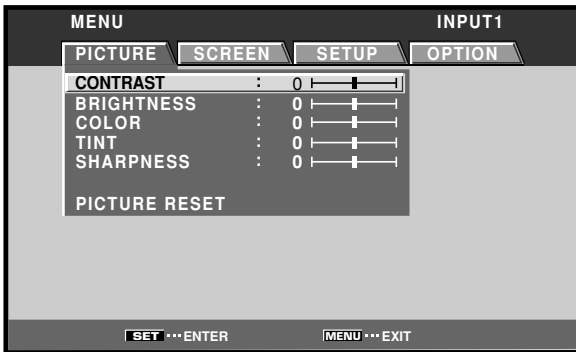 MENU INPUT1
PICTURE SCREEN SETUP OPTION
CONTRAST : 0
BRIGHTNESS : 0
COLOR : 0
TINT : 0
SHARPNESS : 0
PICTURE RESET
SET ··· ENTER MENU ··· EXIT